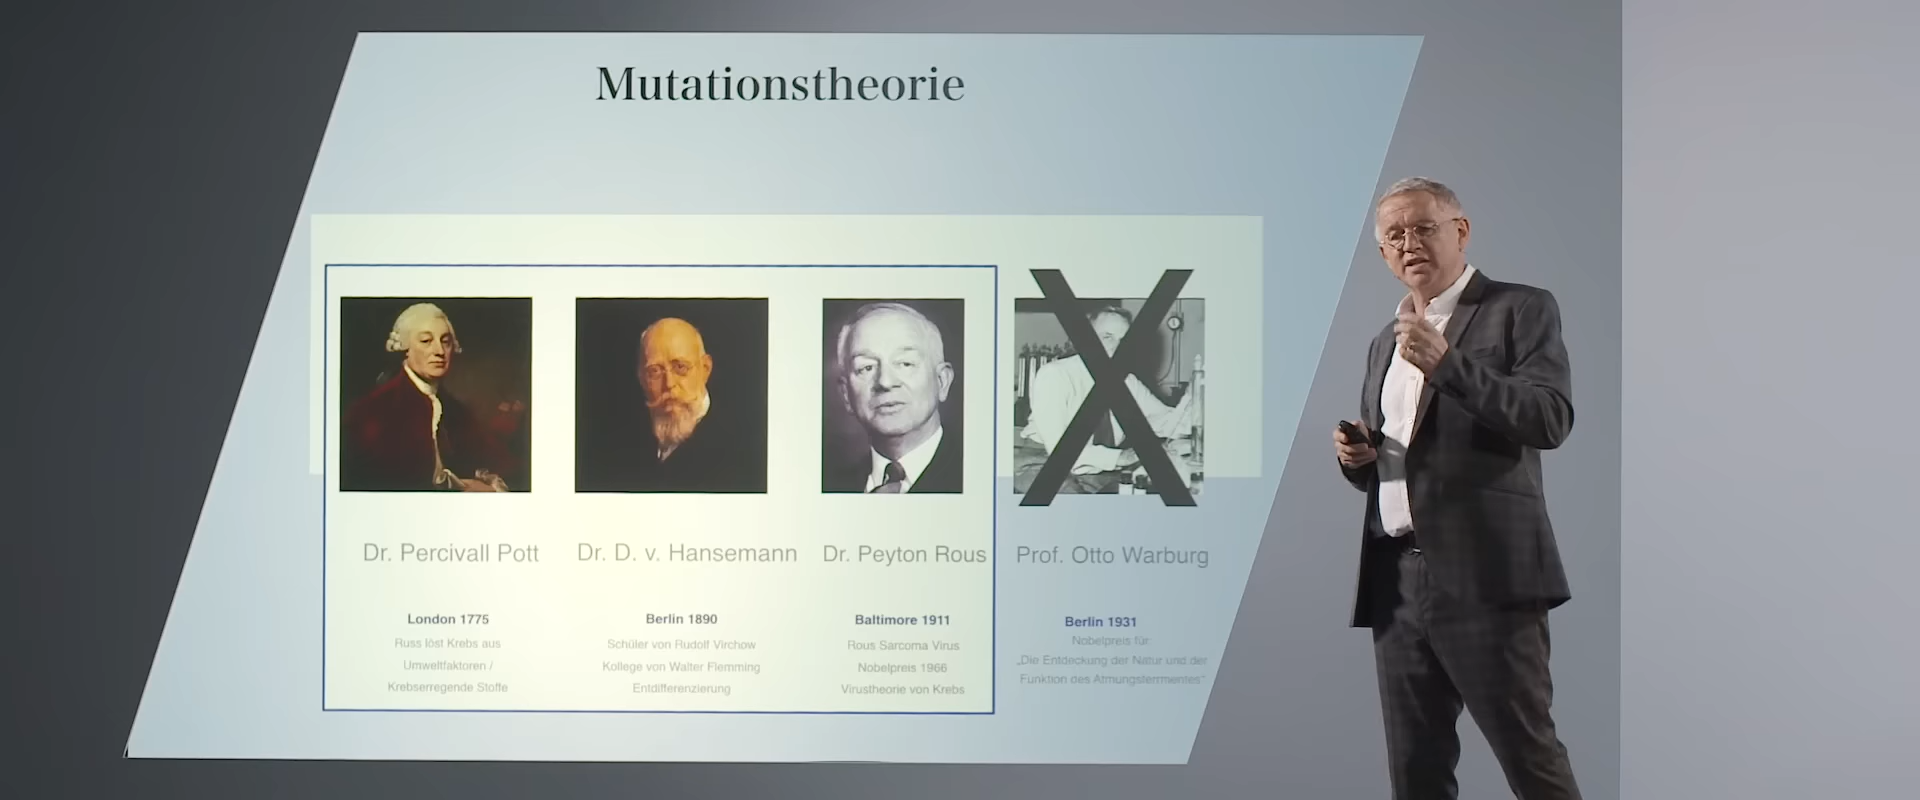 Mutationstheorie
Dr. Percivall Pott
London 1775
Russ löst Krebs aus
Umweltfaktoren /
Krebserregende Stoffe
Dr. D. v. Hansemann
Berlin 1890
Schüler von Rudolf Virchow
Kollege von Walter Flemming
Entdifferenzierung
Dr. Peyton Rous
Baltimore 1911
Rous Sarcoma Virus
Nobelpreis 1966
Virustheorie von Krebs
Prof. Otto Warburg
Berlin 1931
Nobelpreis für:
„Die Entdeckung der Natur und der
Funktion des Atmungsferrmentes“